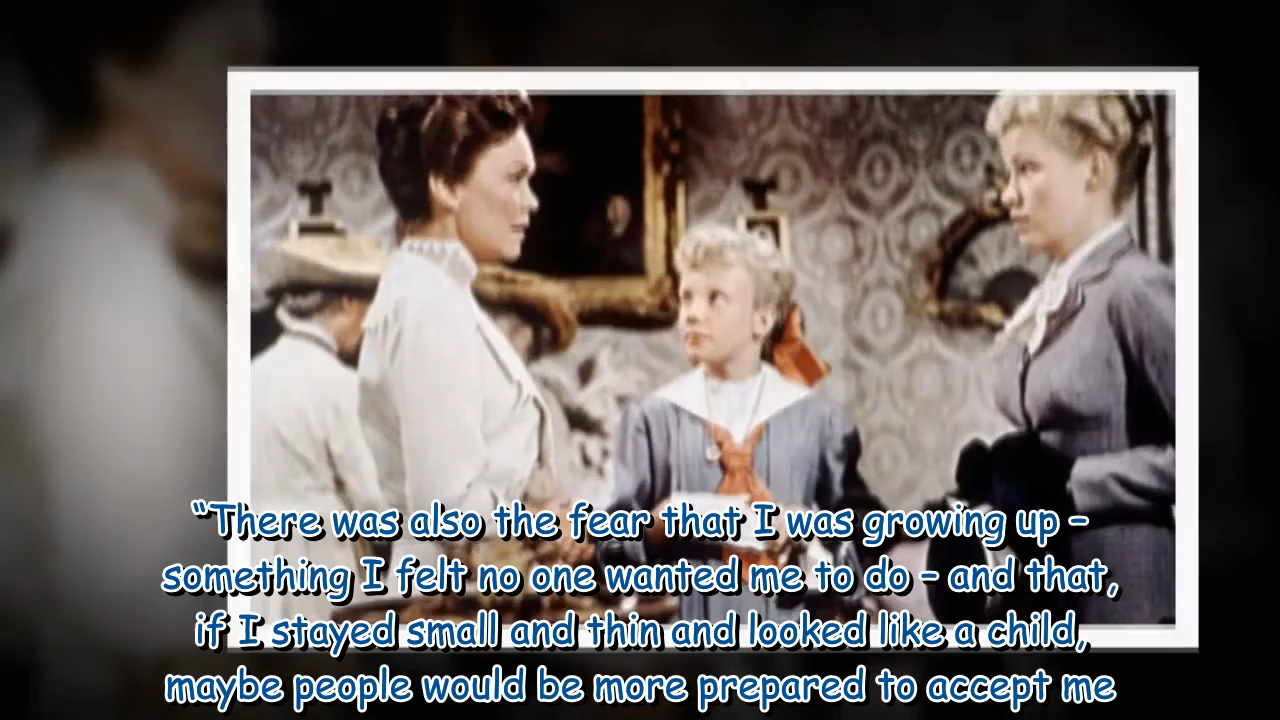 “There was also the fear that I was growing up –
something I felt no one wanted me to do – and that,
if I stayed small and thin and looked like a child,
maybe people would be more prepared to accept me